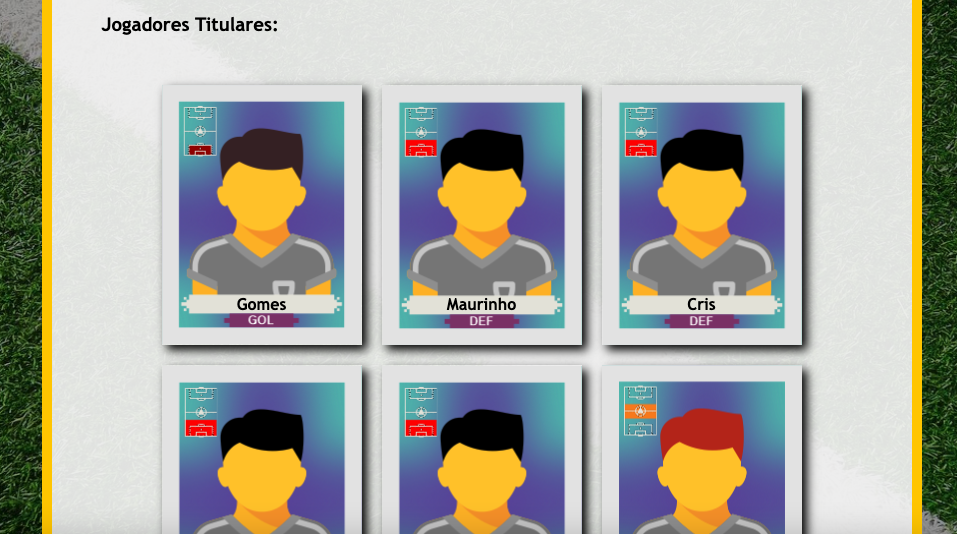 Jogadores Titulares:
Gomes
GOL
Maurinho
DEF
Cris
DEF